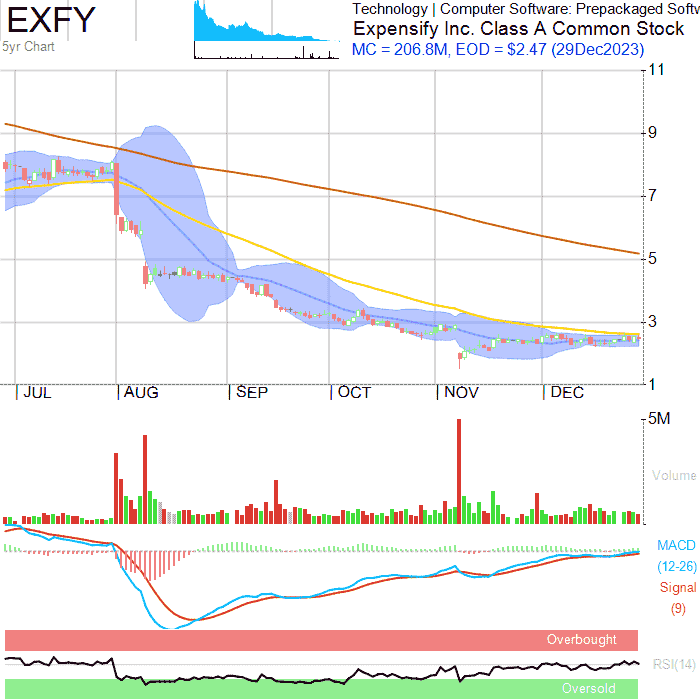 EXFY
5yr Chart
Technology | Computer Software: Prepackaged Softw
Expensify Inc. Class A Common Stock
MC = 206.8M, EOD = $2.47 (29Dec2023)
11
9
7
5
3
1
JUL AUG SEP OCT NOV DEC
5M
Volume
MACD
(12-26)
Signal
(9)
Overbought
RSI(14)
Oversold